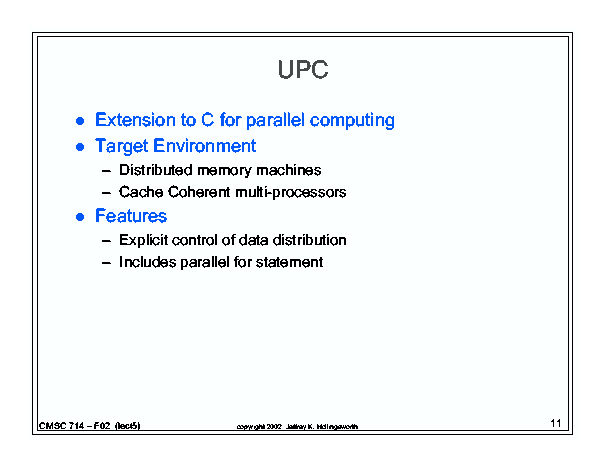 UPC
● Extension to C for parallel computing
● Target Environment
– Distributed memory machines
– Cache Coherent multi-processors
● Features
– Explicit control of data distribution
– Includes parallel for statement
CMSC 714 – F02 (lect5)
copyright 2002 Jeffrey K. Hollingsworth
11